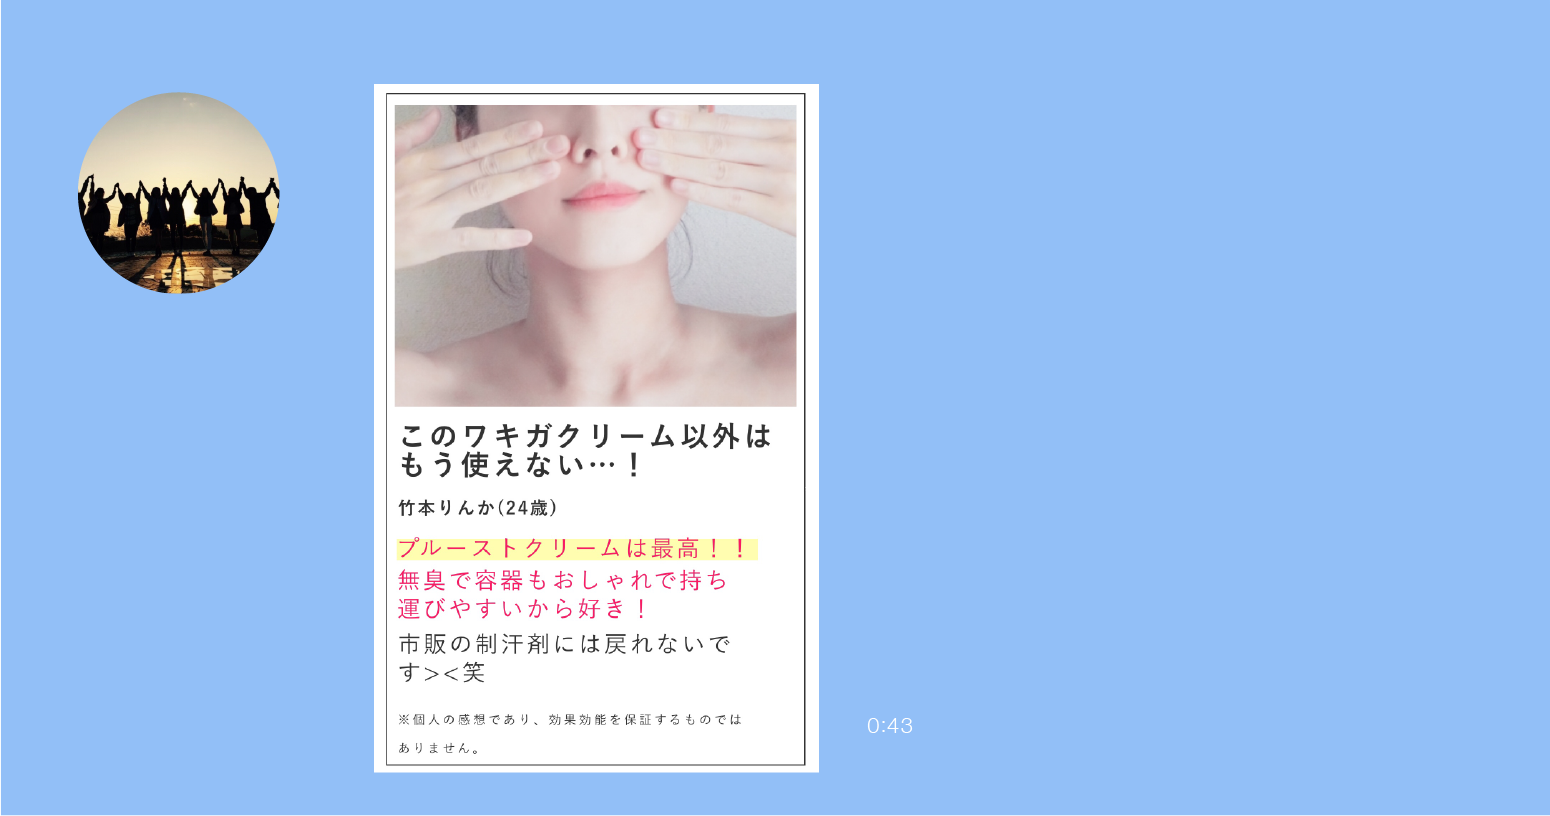 このワキガクリーム以外は
もう使えない…！
竹本りんか(24歳)
プルーストクリームは最高！！
無臭で容器もおしゃれで持ち
運びやすいから好き！
市販の制汗剤には戻れないで
す><笑
※個人の感想であり、効果効能を保証するものでは
ありません。
0:43